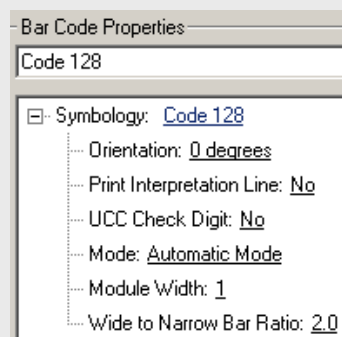 Bar Code Properties
Code 128
Symbology: Code 128
Orientation: 0 degrees
Print Interpretation Line: No
UCC Check Digit: No
Mode: Automatic Mode
Module Width: 1
Wide to Narrow Bar Ratio: 2.0